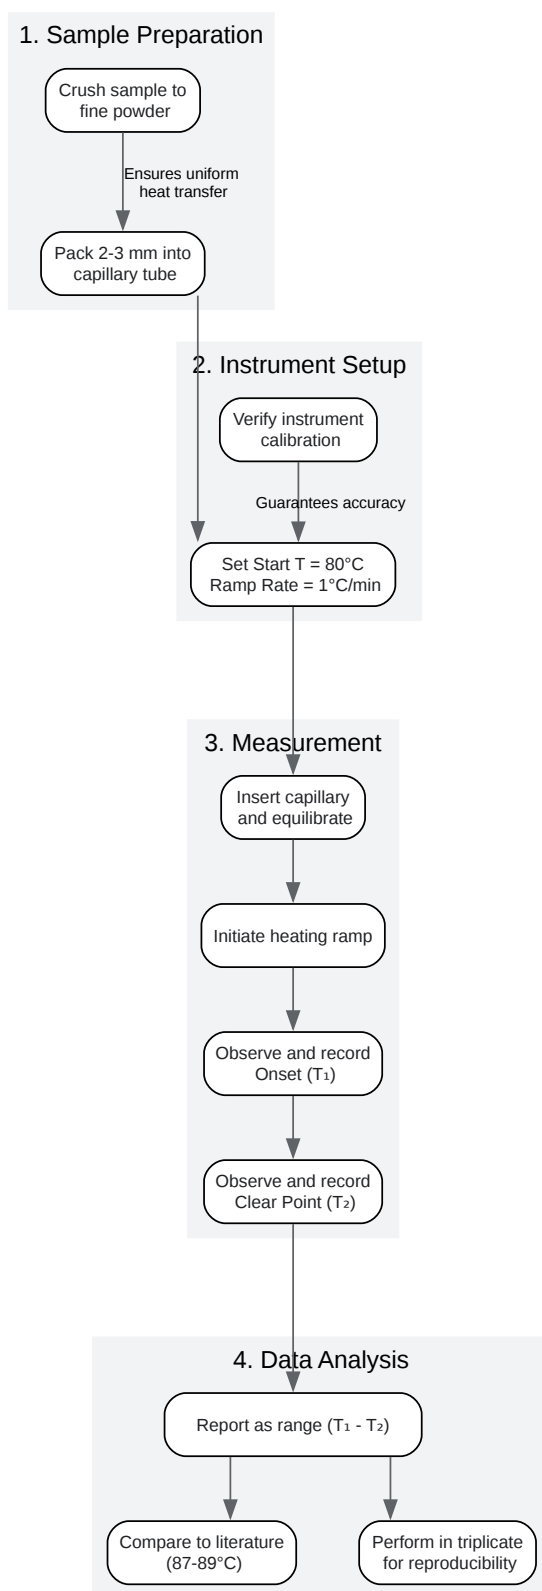 1. Sample Preparation
Crush sample to
fine powder
Ensures uniform
heat transfer
Pack 2-3 mm into
capillary tube
2. Instrument Setup
Verify instrument
calibration
Guarantees accuracy
Set Start T = 80°C
Ramp Rate = 1°C/min
3. Measurement
Insert capillary
and equilibrate
Initiate heating ramp
Observe and record
Onset (T₁)
Observe and record
Clear Point (T₂)
4. Data Analysis
Report as range (T₁ - T₂)
Compare to literature
(87-89°C)
Perform in triplicate
for reproducibility